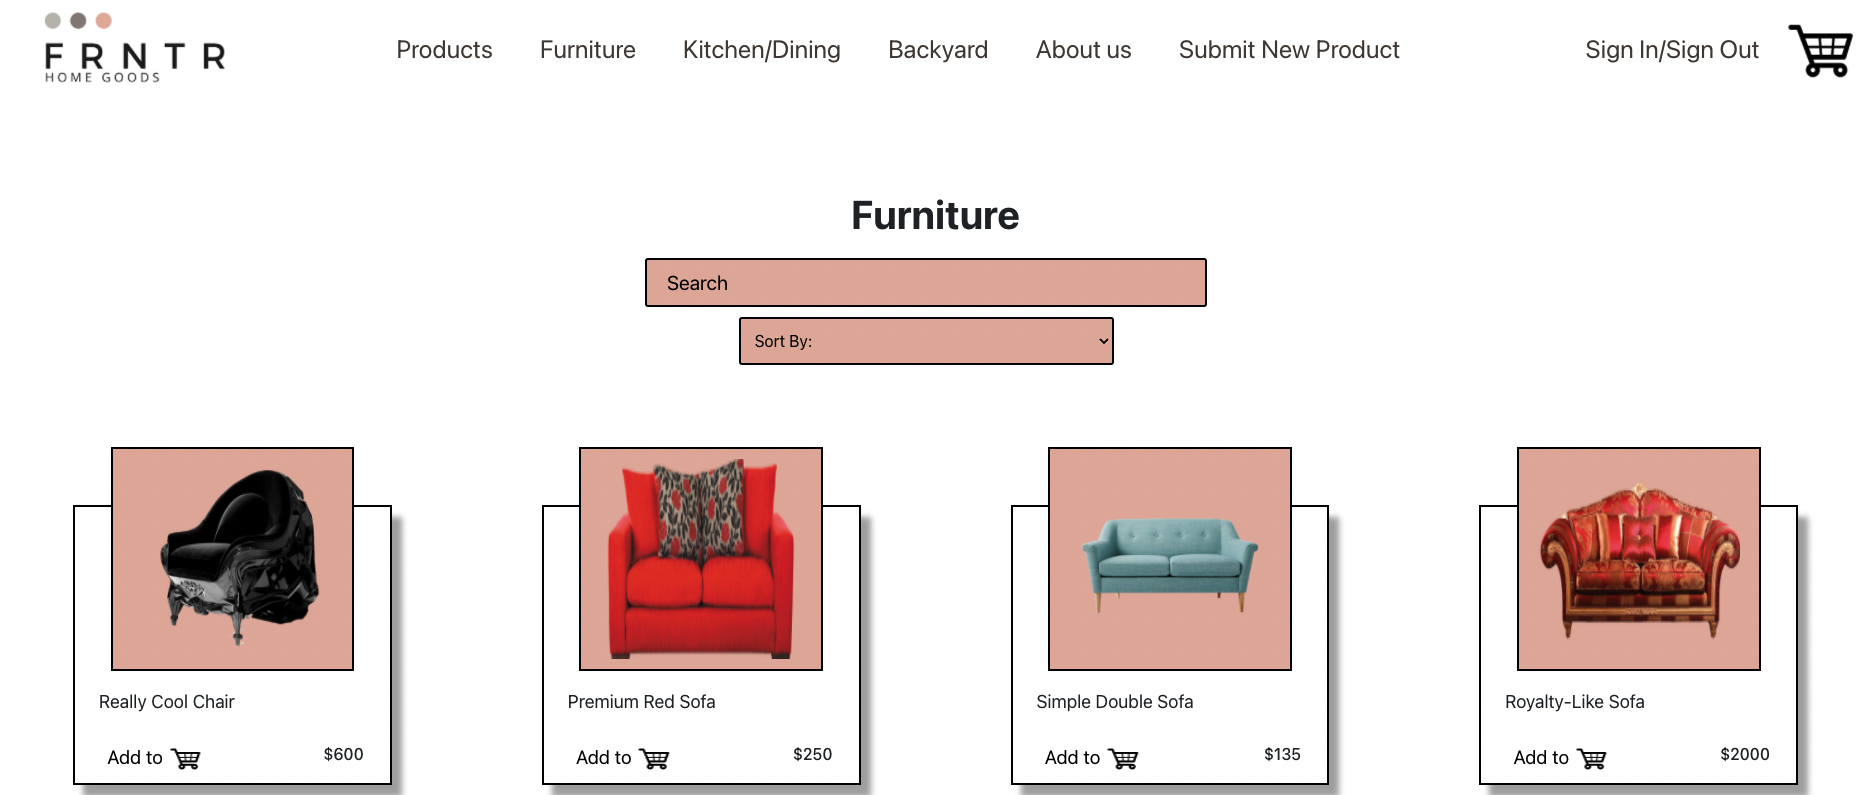 FRNTR
HOME GOODS
Products
Furniture
Kitchen/Dining
Backyard
About us
Submit New Product
Sign In/Sign Out
Furniture
Search
Sort By:
Really Cool Chair
Add to
$600
Premium Red Sofa
Add to
$250
Simple Double Sofa
Add to
$135
Royalty-Like Sofa
Add to
$2000